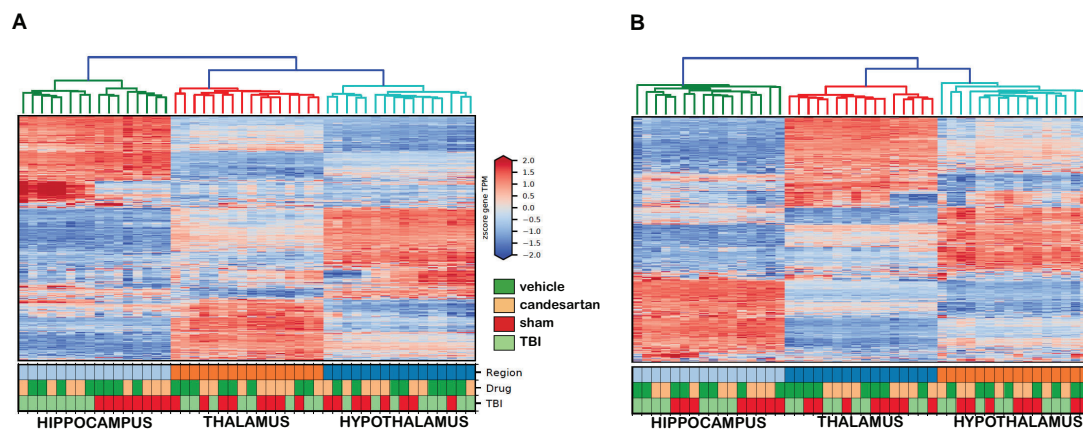 A
B
2.0
1.5
1.0
0.5
0.0
−0.5
−1.0
−1.5
−2.0
zscore gene TPM
vehicle
candesartan
sham
TBI
Region
Drug
TBI
HIPPOCAMPUS THALAMUS HYPOTHALAMUS
HIPPOCAMPUS THALAMUS HYPOTHALAMUS